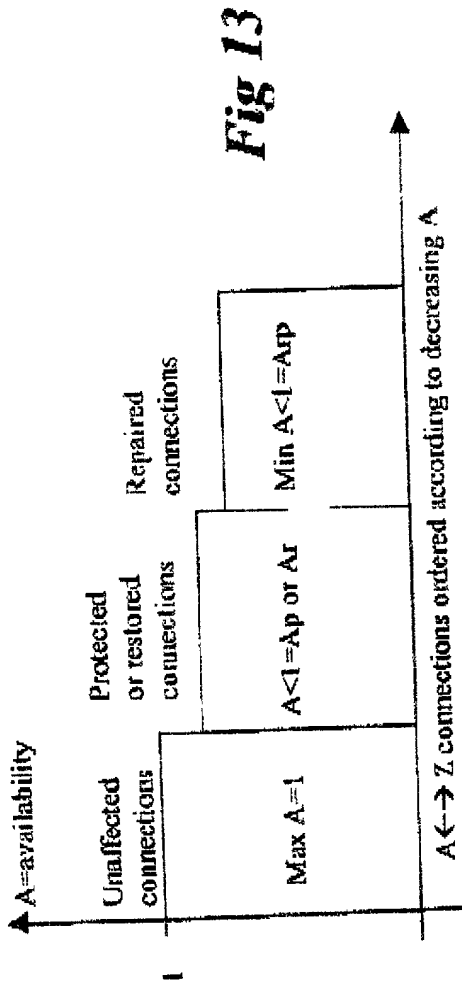 A=availability
1
Unaffected
connections
Protected
or restored
connections
Repaired
connections
Max A=1
A<1=Ap or Ar
Min A<1=Arp
A←→Z connections ordered according to decreasing A
Fig 13